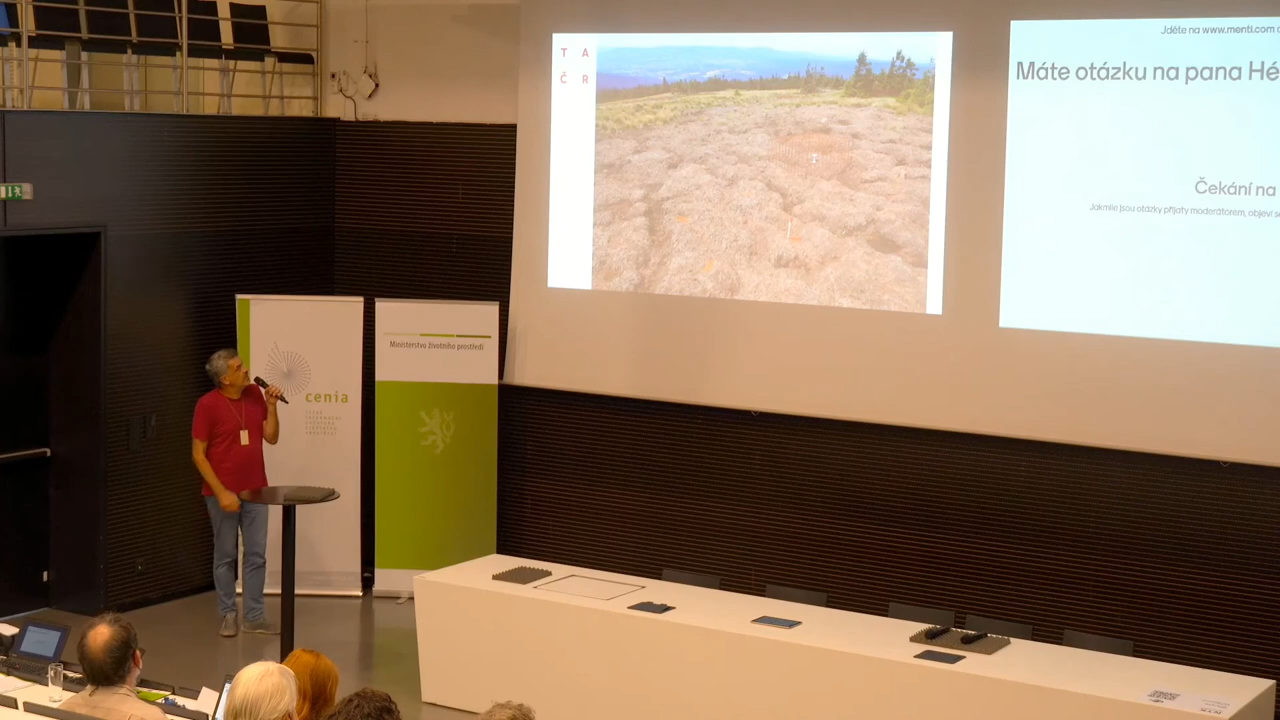 T A
Č R
Jděte na www.menti.com
Máte otázku na pana Hé
Čekání na
Jakmile jsou otázky přijaty moderátorem, objeví
cenia
Ministerstvo životního prostředí